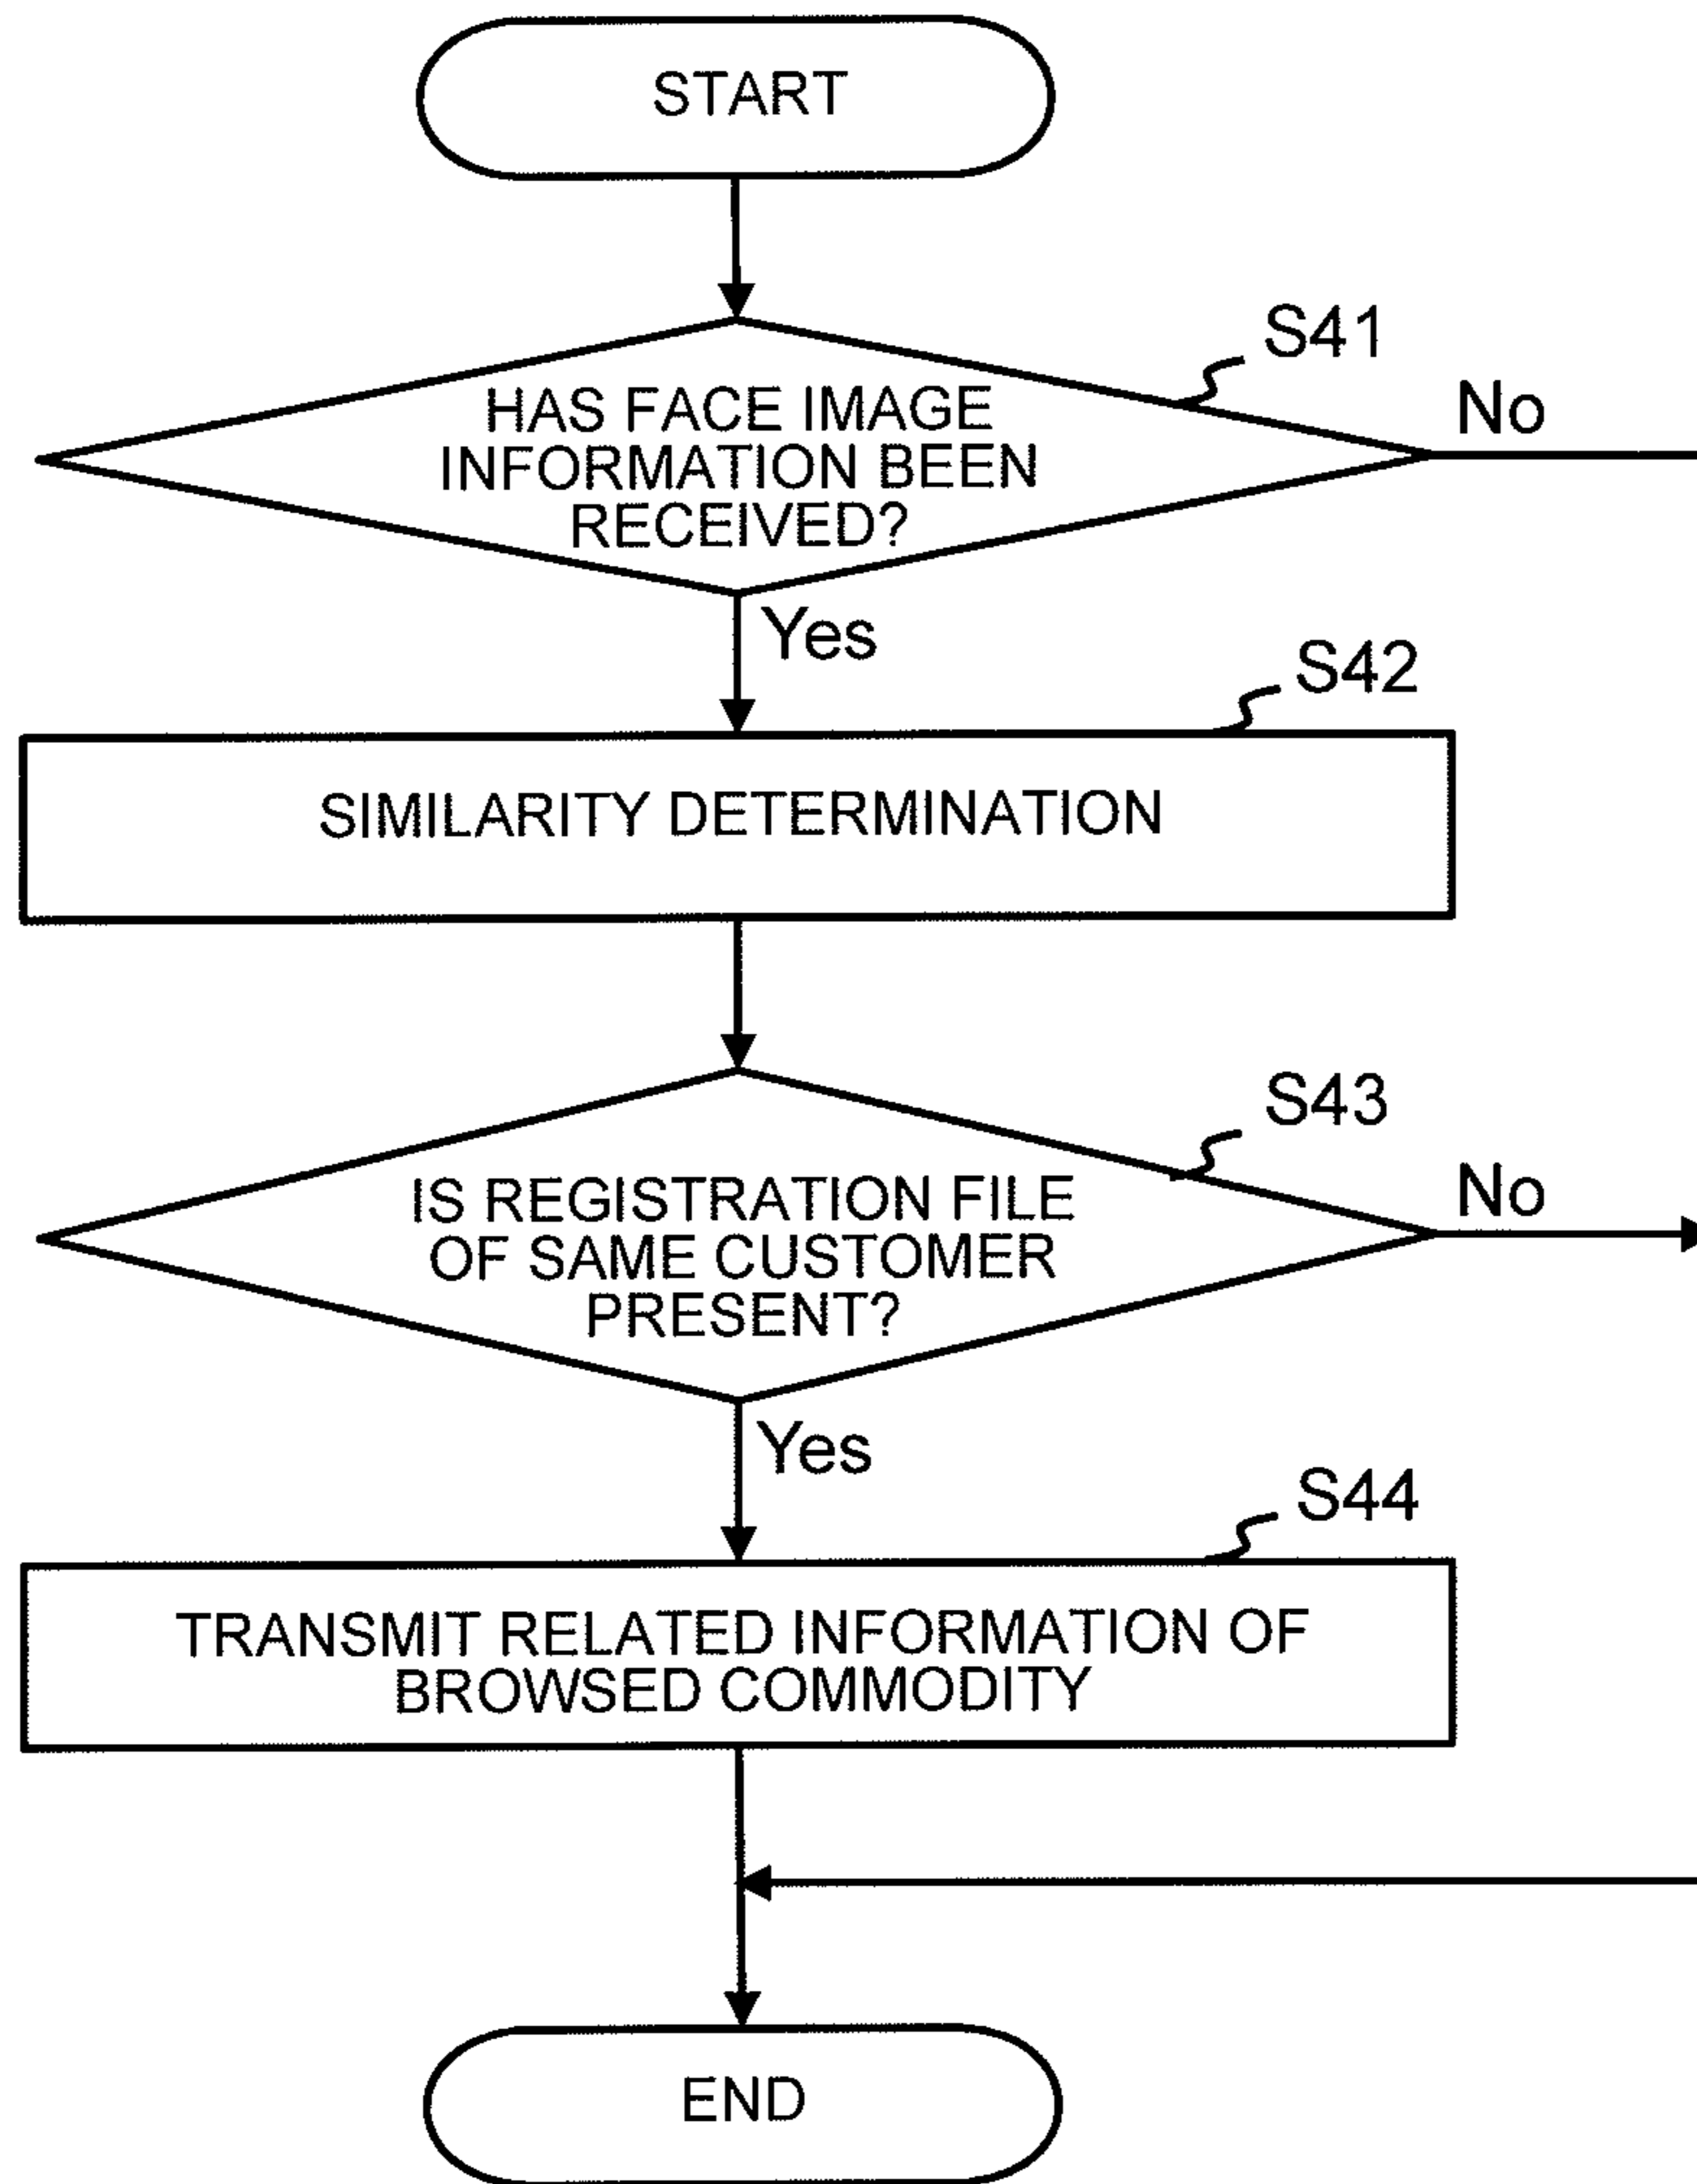 START
S41
HAS FACE IMAGE
INFORMATION BEEN
RECEIVED?
No
Yes
S42
SIMILARITY DETERMINATION
S43
IS REGISTRATION FILE
OF SAME CUSTOMER
PRESENT?
No
Yes
S44
TRANSMIT RELATED INFORMATION OF
BROWSED COMMODITY
END